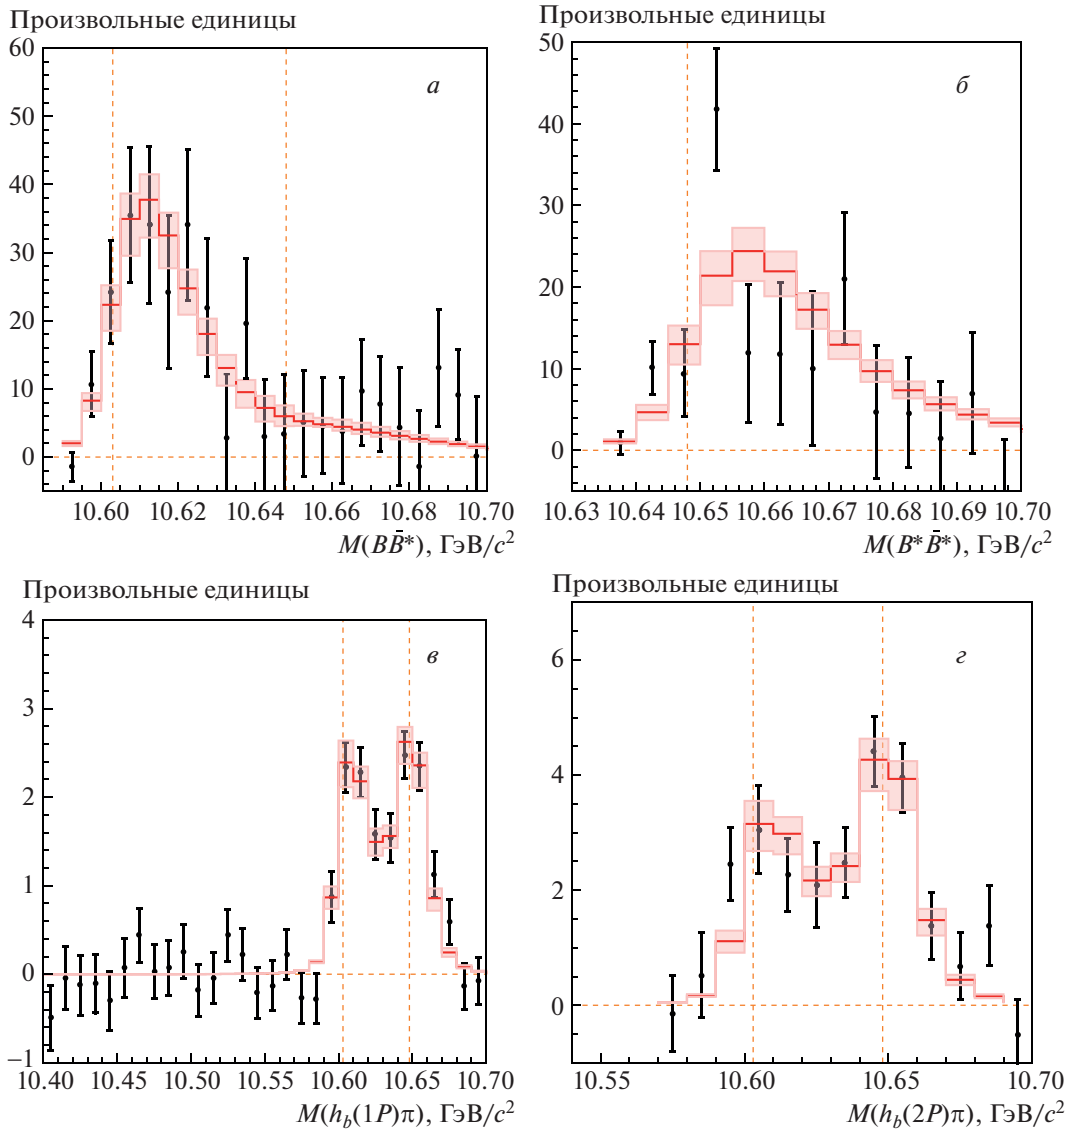 Произвольные единицы
60
50
40
30
20
10
0
а
10.60 10.62 10.64 10.66 10.68 10.70
M(BB̄*), ГэВ/c²
Произвольные единицы
50
40
30
20
10
0
б
10.63 10.64 10.65 10.66 10.67 10.68 10.69 10.70
M(B*B̄*), ГэВ/c²
Произвольные единицы
4
3
2
1
0
−1
в
10.40 10.45 10.50 10.55 10.60 10.65 10.70
M(h_b(1P)π), ГэВ/c²
Произвольные единицы
6
4
2
0
г
10.55 10.60 10.65 10.70
M(h_b(2P)π), ГэВ/c²